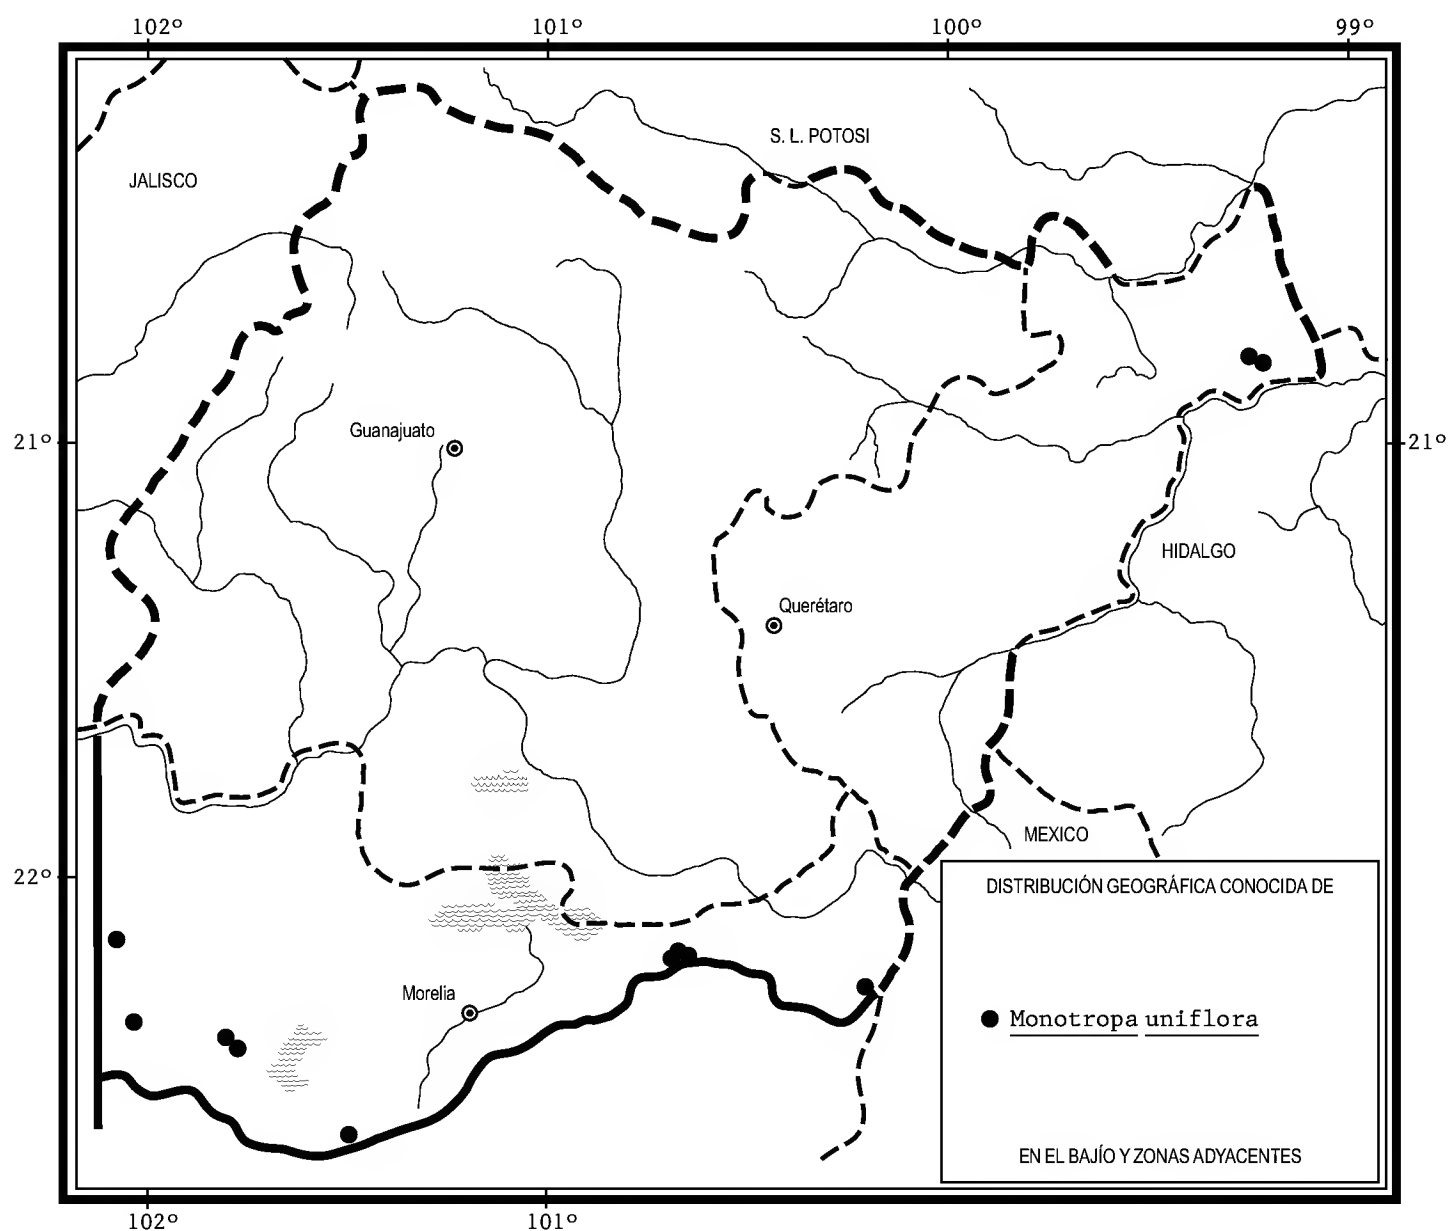 102º 101º 100º 99º
S. L. POTOSI
JALISCO
Guanajuato
21º 21º
HIDALGO
Querétaro
MEXICO
22º
DISTRIBUCIÓN GEOGRÁFICA CONOCIDA DE
Morelia
Monotropa uniflora
EN EL BAJÍO Y ZONAS ADYACENTES
102º 101º